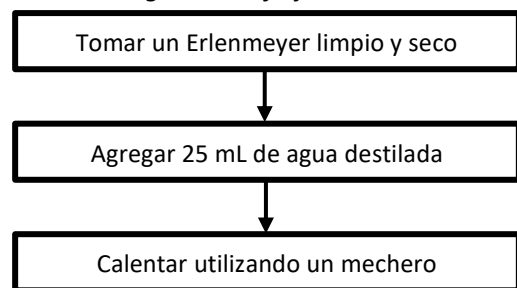 Tomar un Erlenmeyer limpio y seco
Agregar 25 mL de agua destilada
Calentar utilizando un mechero